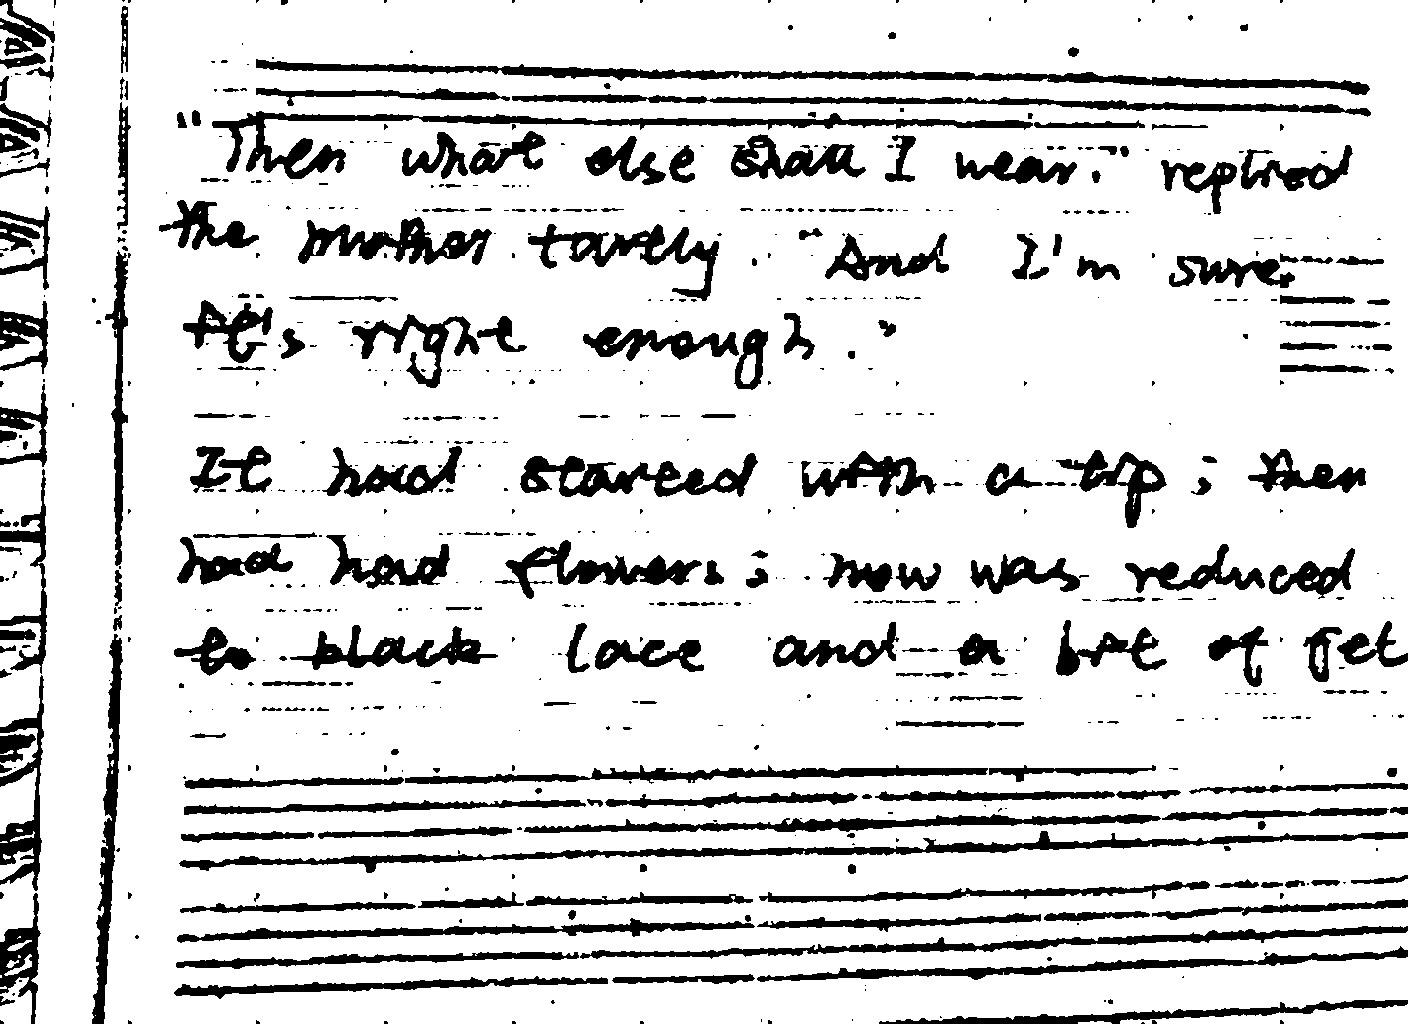 "Then what else shall I wear." replied
the mother tartly. "And I'm sure
it's right enough."
It had started with a tip; then
had had flowers; now was reduced
to black lace and a bit of jet